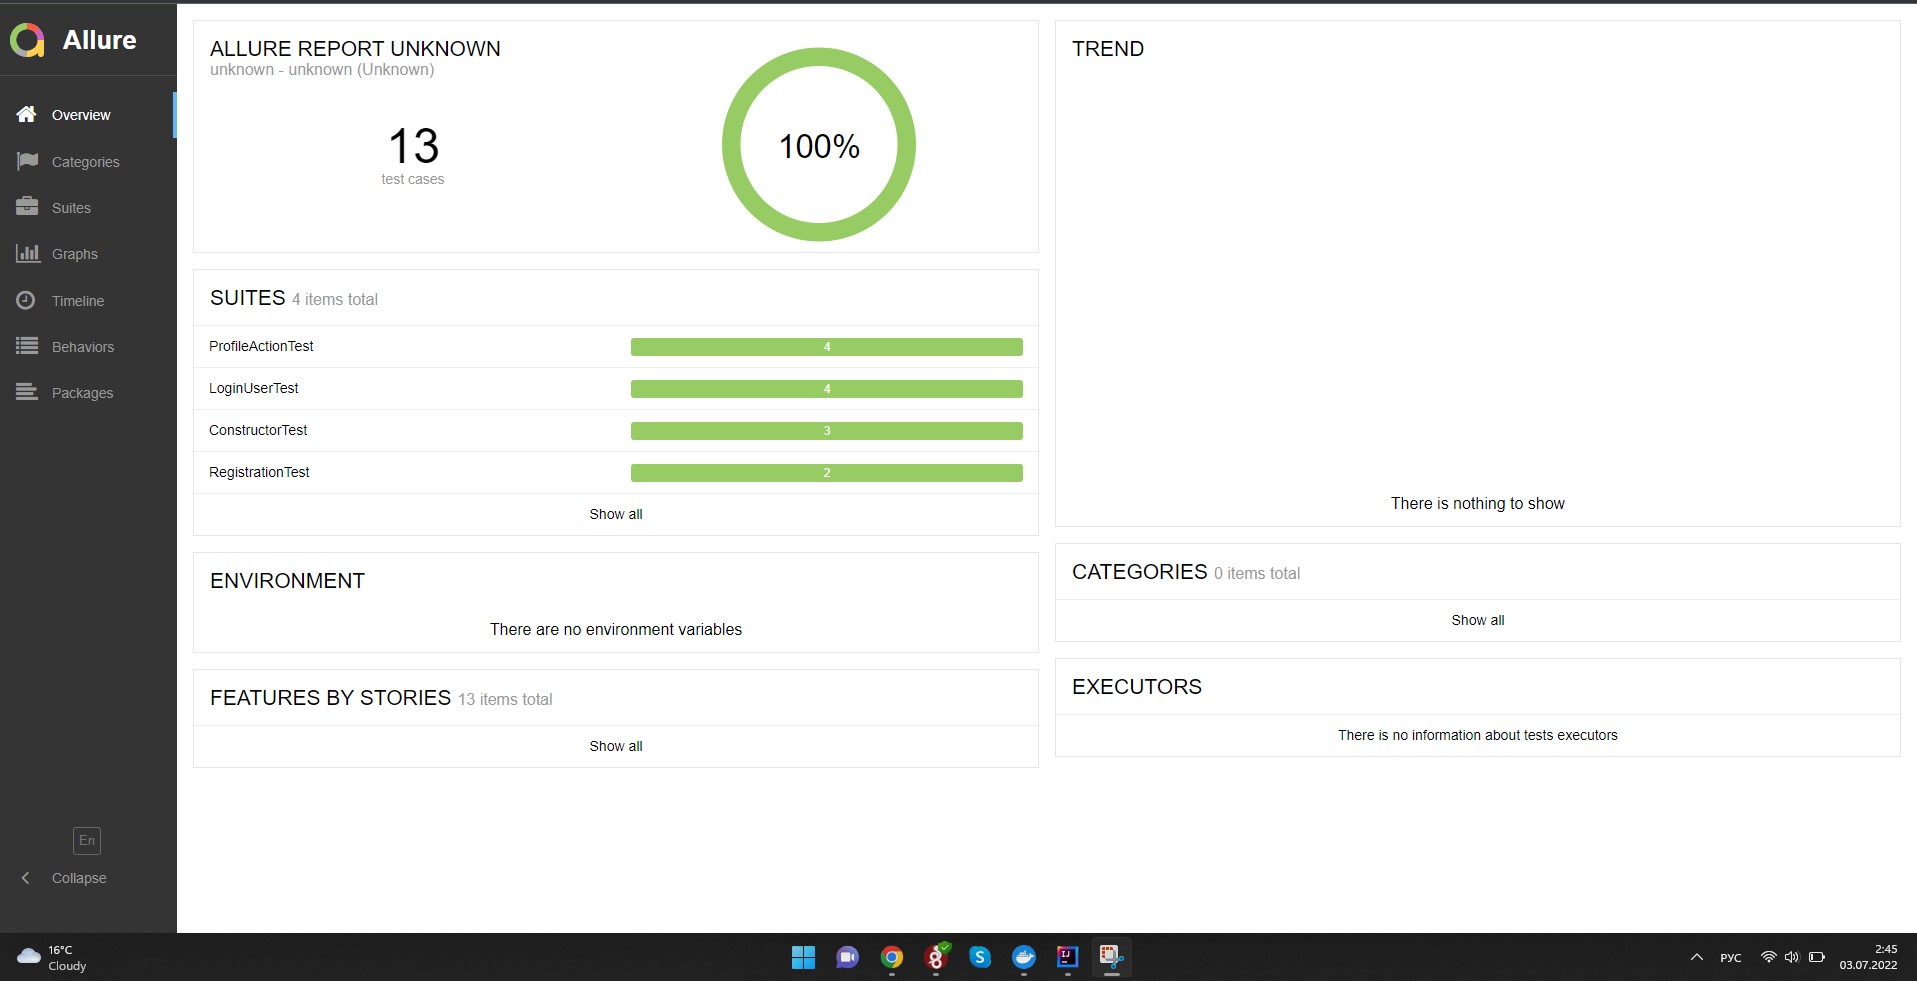 Allure
Overview
Categories
Suites
Graphs
Timeline
Behaviors
Packages
En
Collapse
ALLURE REPORT UNKNOWN
unknown - unknown (Unknown)
13
test cases
100%
SUITES 4 items total
ProfileActionTest 4
LoginUserTest 4
ConstructorTest 3
RegistrationTest 2
Show all
ENVIRONMENT
There are no environment variables
FEATURES BY STORIES 13 items total
Show all
TREND
There is nothing to show
CATEGORIES 0 items total
Show all
EXECUTORS
There is no information about tests executors
16°C
Cloudy
S
IJ
РУС
2:45
03.07.2022